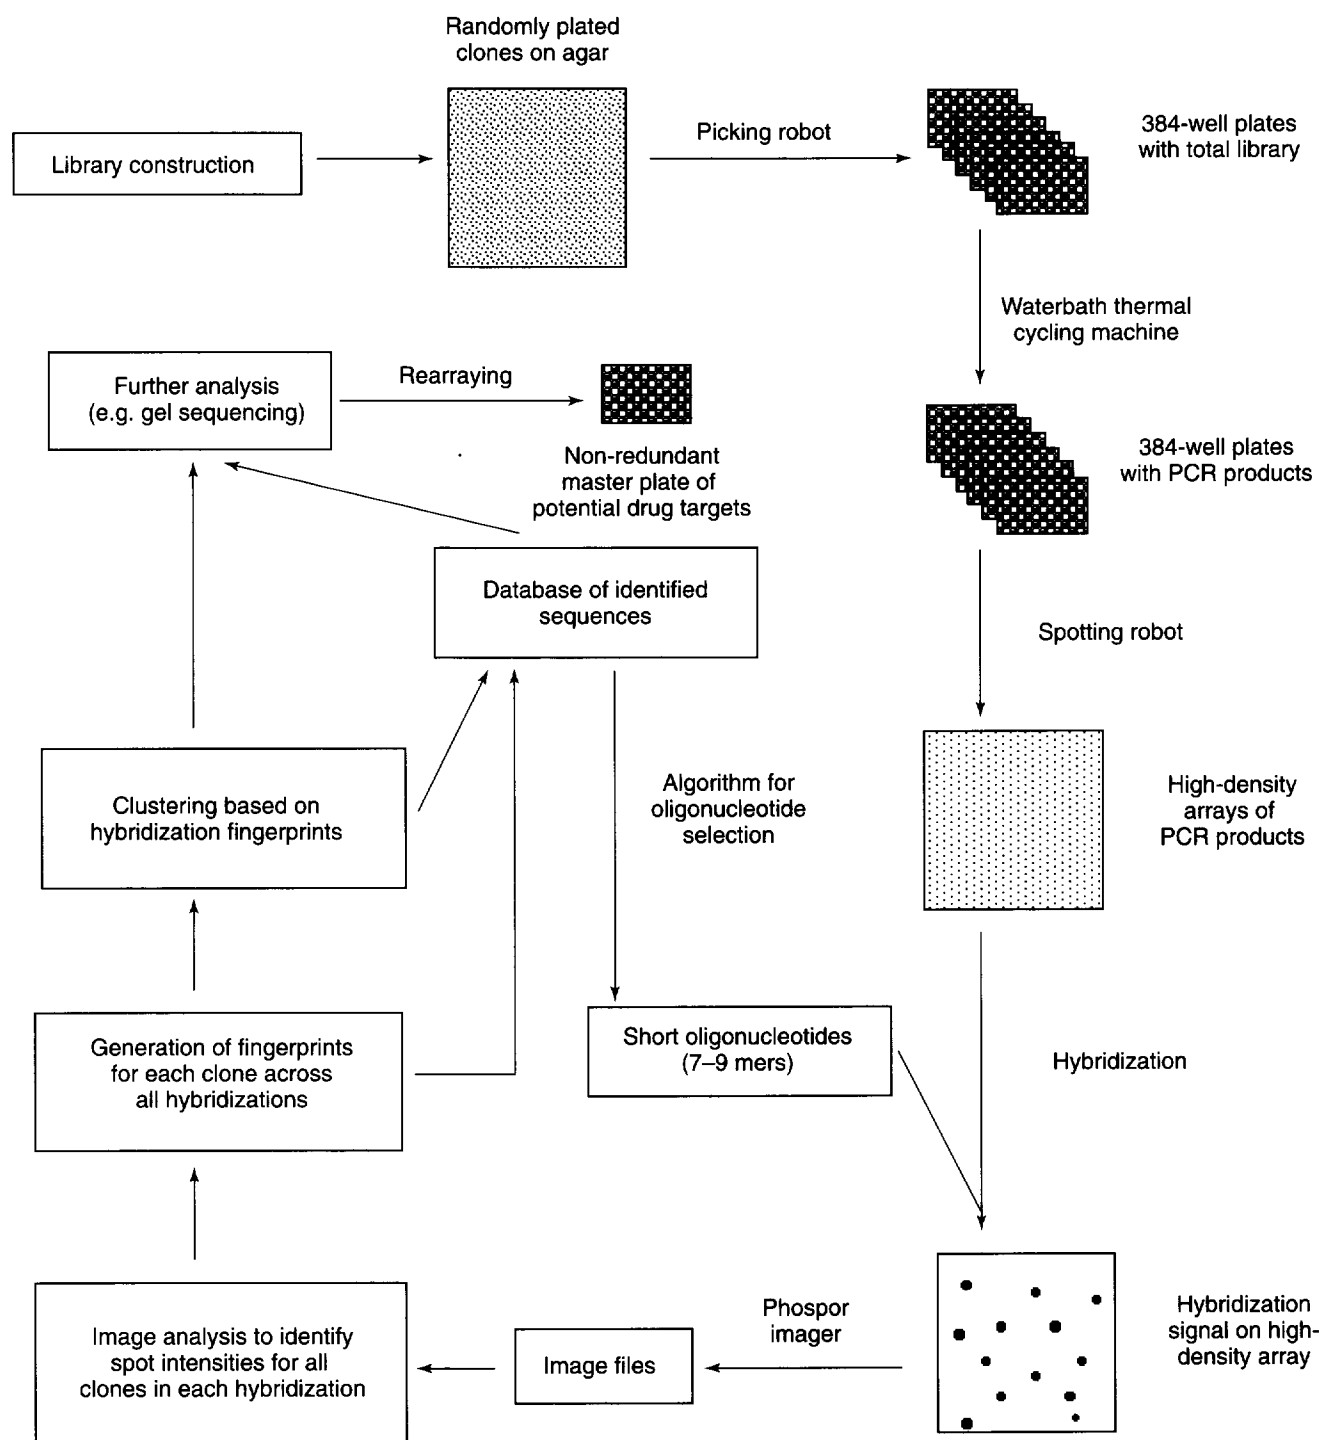 Randomly plated
clones on agar
Library construction
Picking robot
384-well plates
with total library
Waterbath thermal
cycling machine
Further analysis
(e.g. gel sequencing)
Rearraying
Non-redundant
master plate of
potential drug targets
384-well plates
with PCR products
Database of identified
sequences
Spotting robot
Clustering based on
hybridization fingerprints
Algorithm for
oligonucleotide
selection
High-density
arrays of
PCR products
Generation of fingerprints
for each clone across
all hybridizations
Short oligonucleotides
(7–9 mers)
Hybridization
Image analysis to identify
spot intensities for all
clones in each hybridization
Image files
Phospor
imager
Hybridization
signal on high-
density array